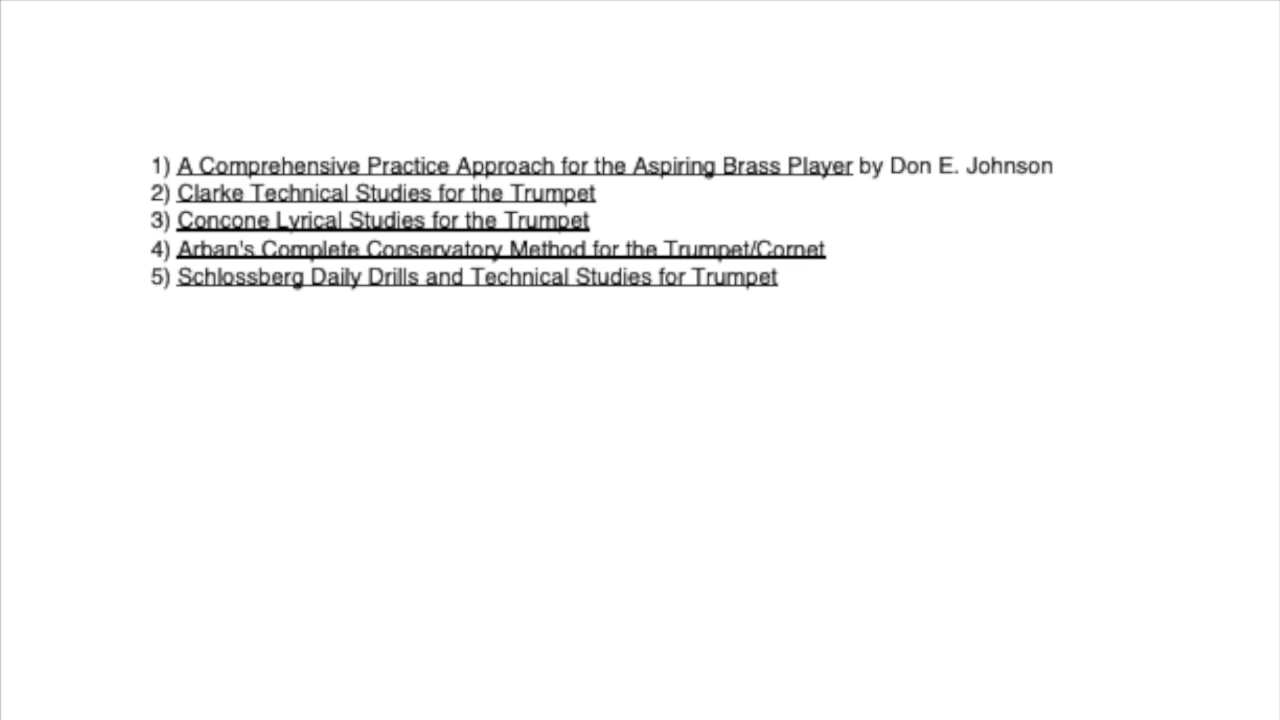 1) A Comprehensive Practice Approach for the Aspiring Brass Player by Don E. Johnson
2) Clarke Technical Studies for the Trumpet
3) Concone Lyrical Studies for the Trumpet
4) Arban's Complete Conservatory Method for the Trumpet/Cornet
5) Schlossberg Daily Drills and Technical Studies for Trumpet